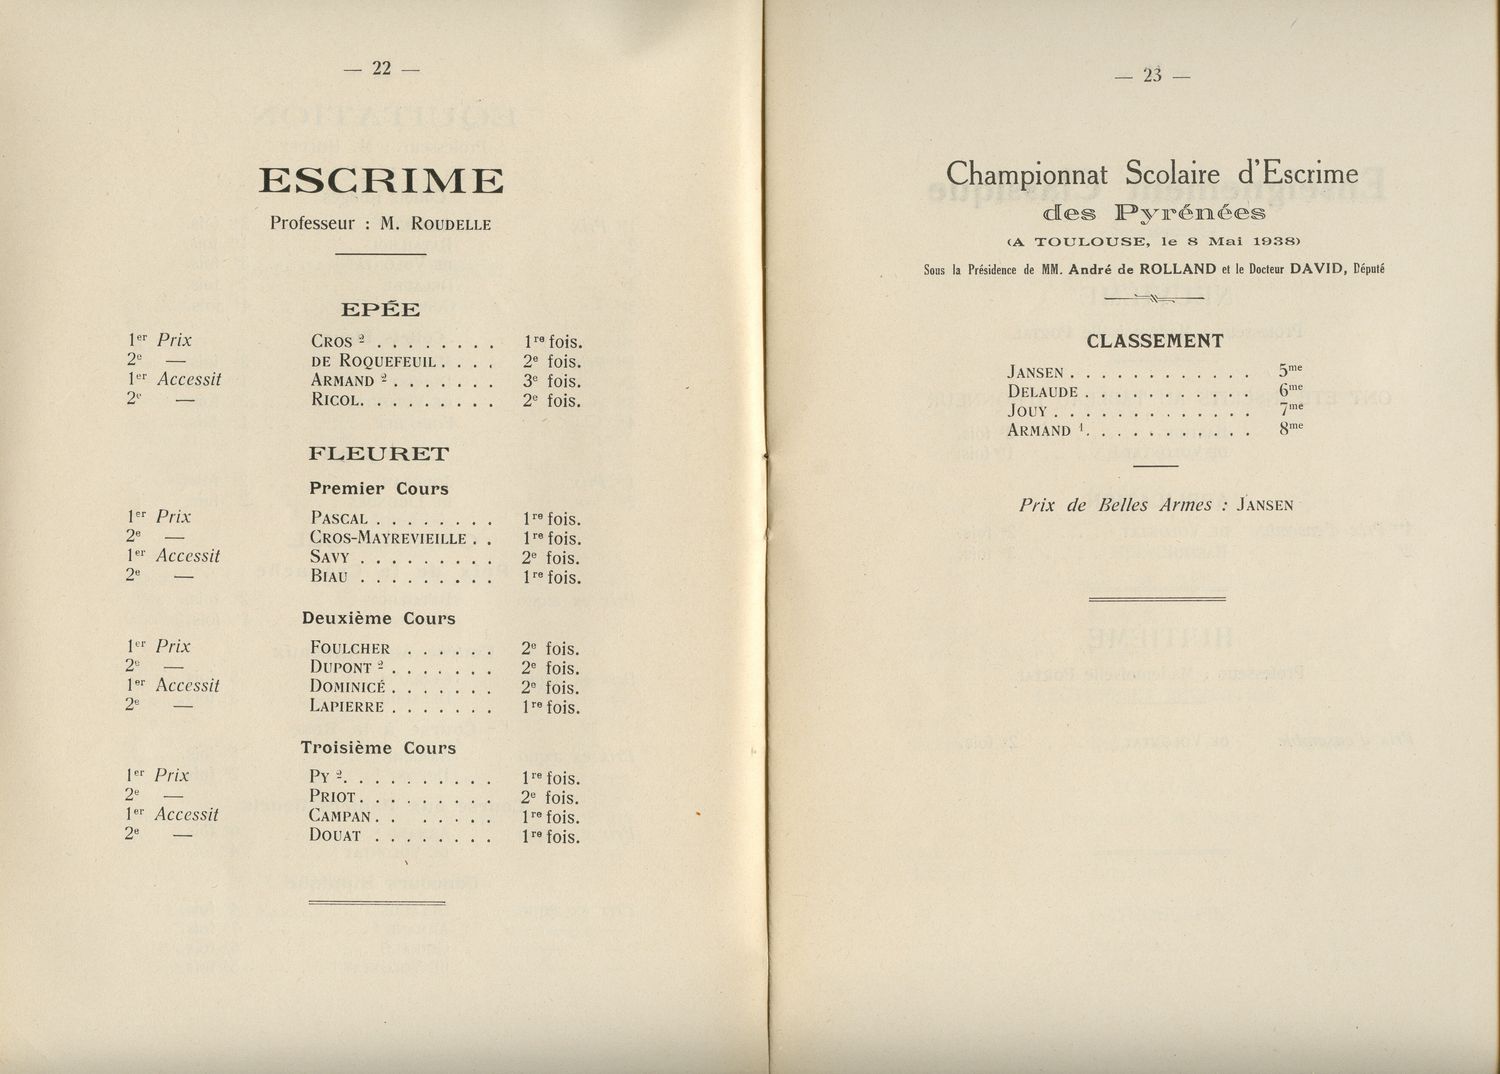 — 22 —
ESCRIME
Professeur : M. ROUDELLE
EPÉE
1er Prix CROS 2 . . . . . . . . 1re fois.
2e — DE ROQUEFEUIL . . . . 2e fois.
1er Accessit ARMAND 2 . . . . . . . 3e fois.
2e — RICOL. . . . . . . . . 2e fois.
FLEURET
Premier Cours
1er Prix PASCAL . . . . . . . . 1re fois.
2e — CROS-MAYREVIEILLE . . 1re fois.
1er Accessit SAVY . . . . . . . . . 2e fois.
2e — BIAU . . . . . . . . . 1re fois.
Deuxième Cours
1er Prix FOULCHER . . . . . . 2e fois.
2e — DUPONT 2 . . . . . . . 2e fois.
1er Accessit DOMINICÉ . . . . . . . 2e fois.
2e — LAPIERRE . . . . . . . 1re fois.
Troisième Cours
1er Prix PY 2. . . . . . . . . . 1re fois.
2e — PRIOT. . . . . . . . . 2e fois.
1er Accessit CAMPAN . . . . . . . 1re fois.
2e — DOUAT . . . . . . . . 1re fois.
— 23 —
Championnat Scolaire d'Escrime
des Pyrénées
(A TOULOUSE, le 8 Mai 1938)
Sous la Présidence de MM. André de ROLLAND et le Docteur DAVID, Député
CLASSEMENT
JANSEN . . . . . . . . . . . . 5me
DELAUDE . . . . . . . . . . . 6me
JOUY . . . . . . . . . . . . . 7me
ARMAND 1. . . . . . . . . . . 8me
Prix de Belles Armes : JANSEN